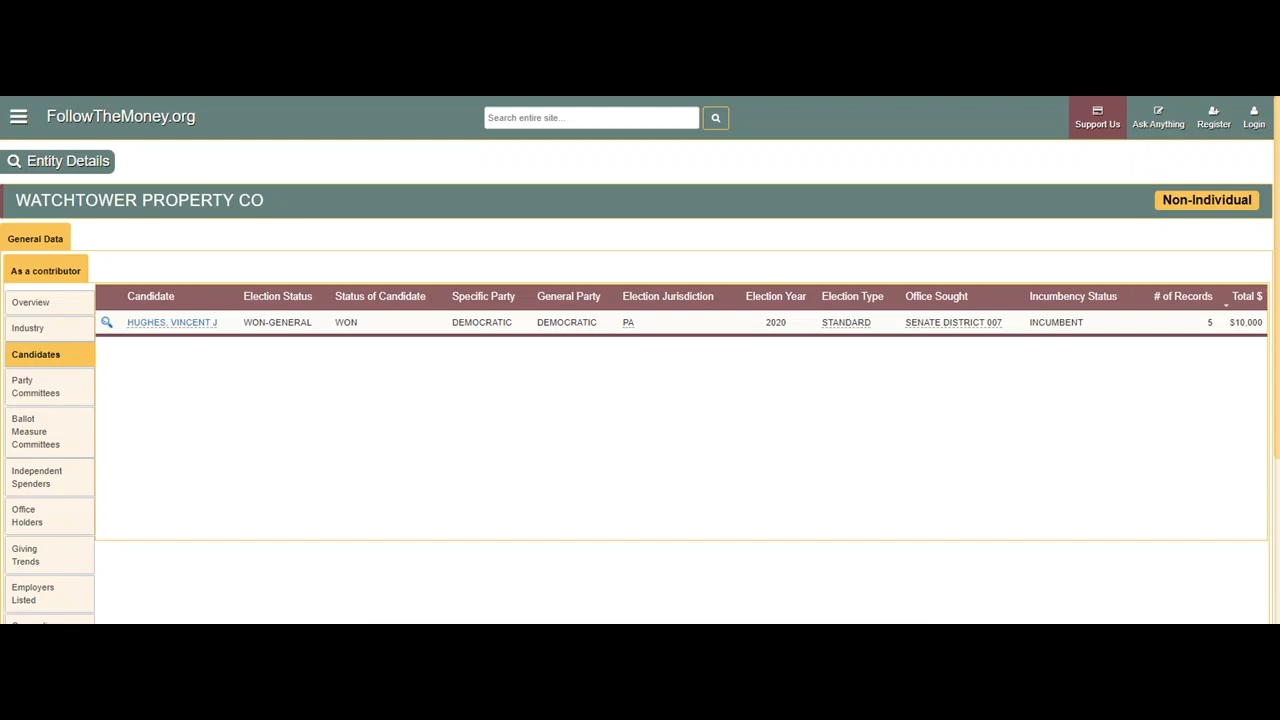 FollowTheMoney.org
Search entire site...
Support Us
Ask Anything
Register
Login
Entity Details
WATCHTOWER PROPERTY CO
Non-Individual
General Data
As a contributor
Overview
Industry
Candidates
Party
Committees
Ballot
Measure
Committees
Independent
Spenders
Office
Holders
Giving
Trends
Employers
Listed
Candidate Election Status Status of Candidate Specific Party General Party Election Jurisdiction Election Year Election Type Office Sought Incumbency Status # of Records Total $
HUGHES, VINCENT J WON-GENERAL WON DEMOCRATIC DEMOCRATIC PA 2020 STANDARD SENATE DISTRICT 007 INCUMBENT 5 $10,000